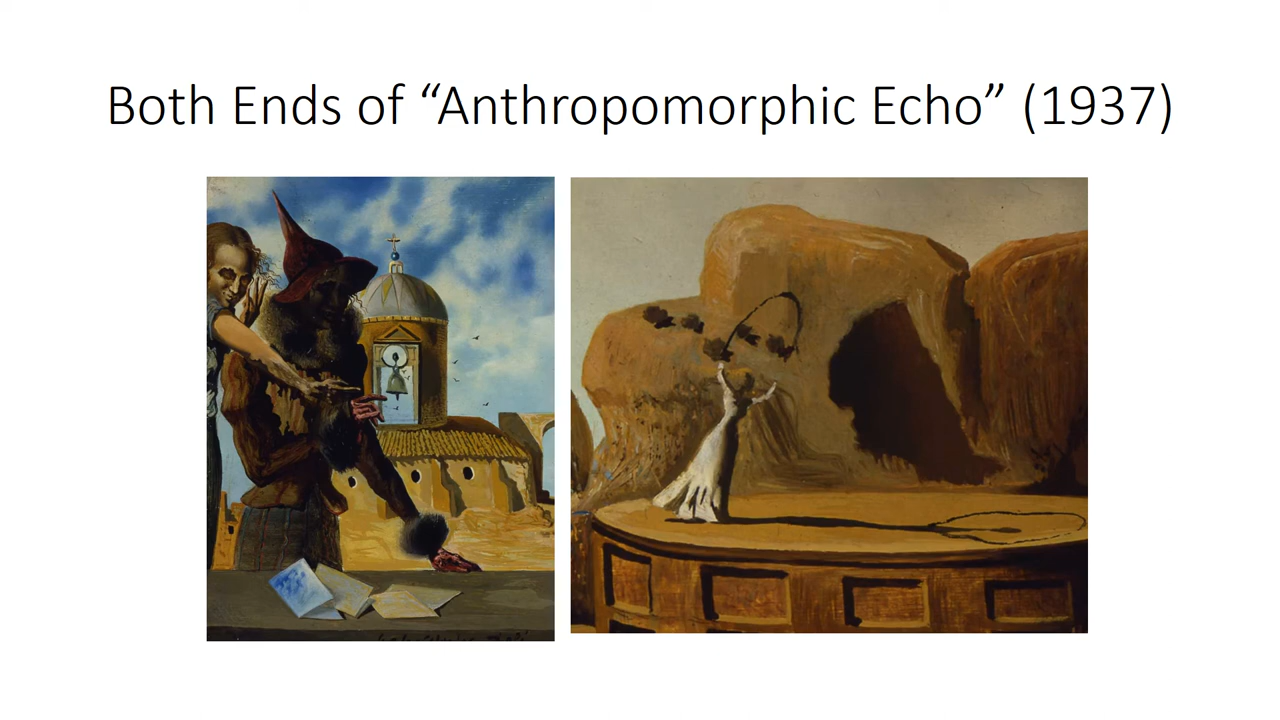 Both Ends of “Anthropomorphic Echo” (1937)